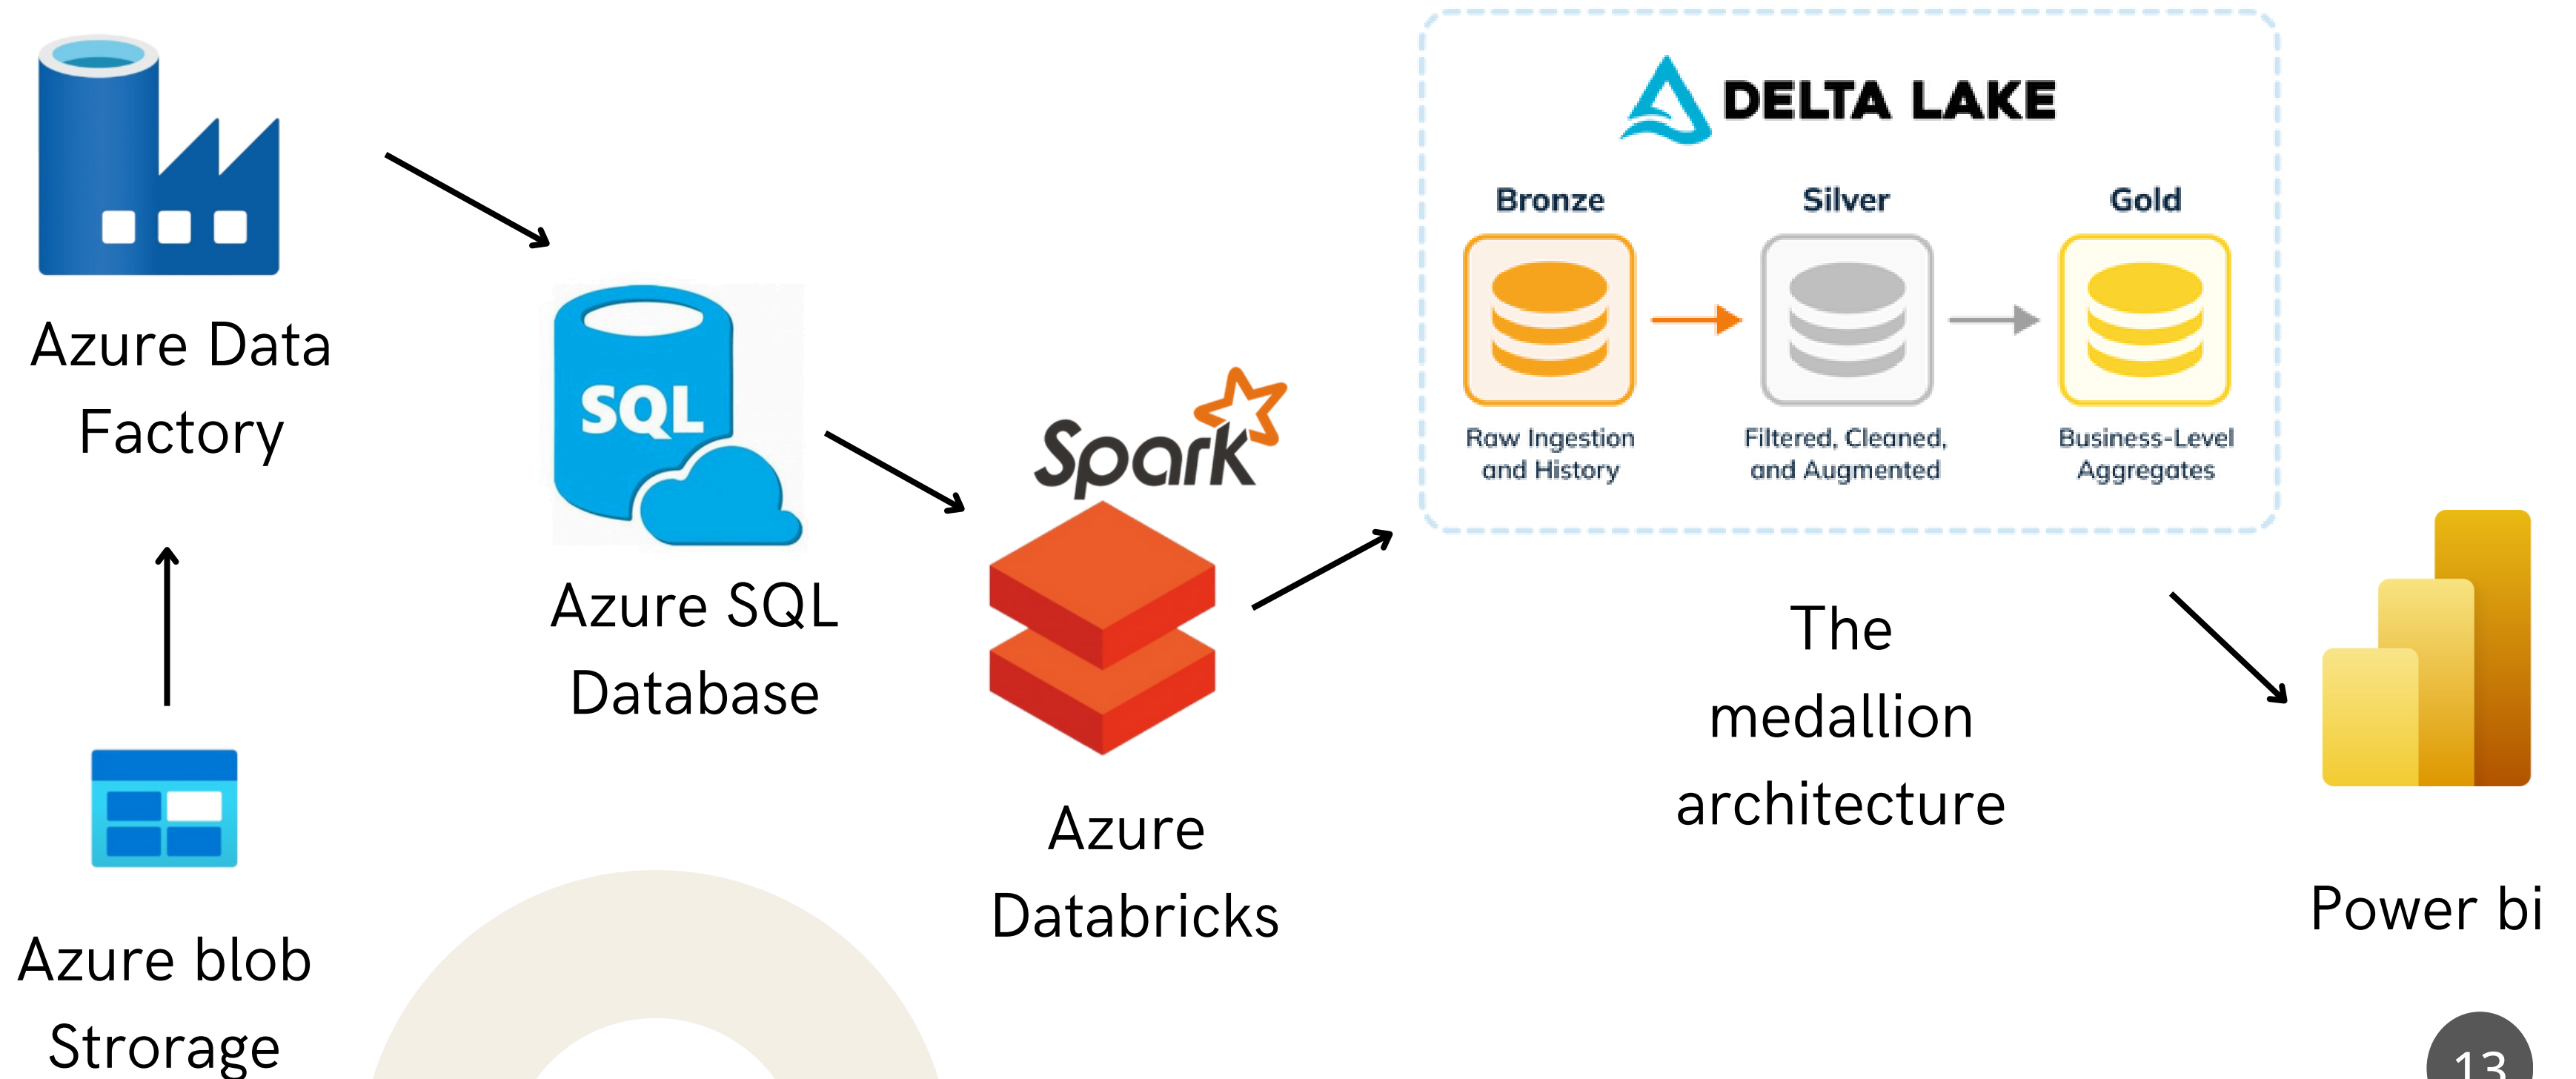 Azure Data
Factory
Azure blob
Strorage
SQL
Azure SQL
Database
Spark
Azure
Databricks
DELTA LAKE
Bronze
Silver
Gold
Raw Ingestion
and History
Filtered, Cleaned,
and Augmented
Business-Level
Aggregates
The
medallion
architecture
Power bi
13